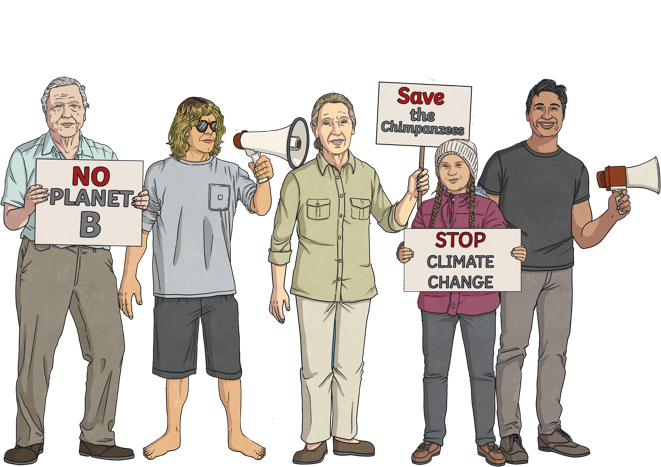 NO
PLANET
B
Save
the
Chimpanzees
STOP
CLIMATE
CHANGE